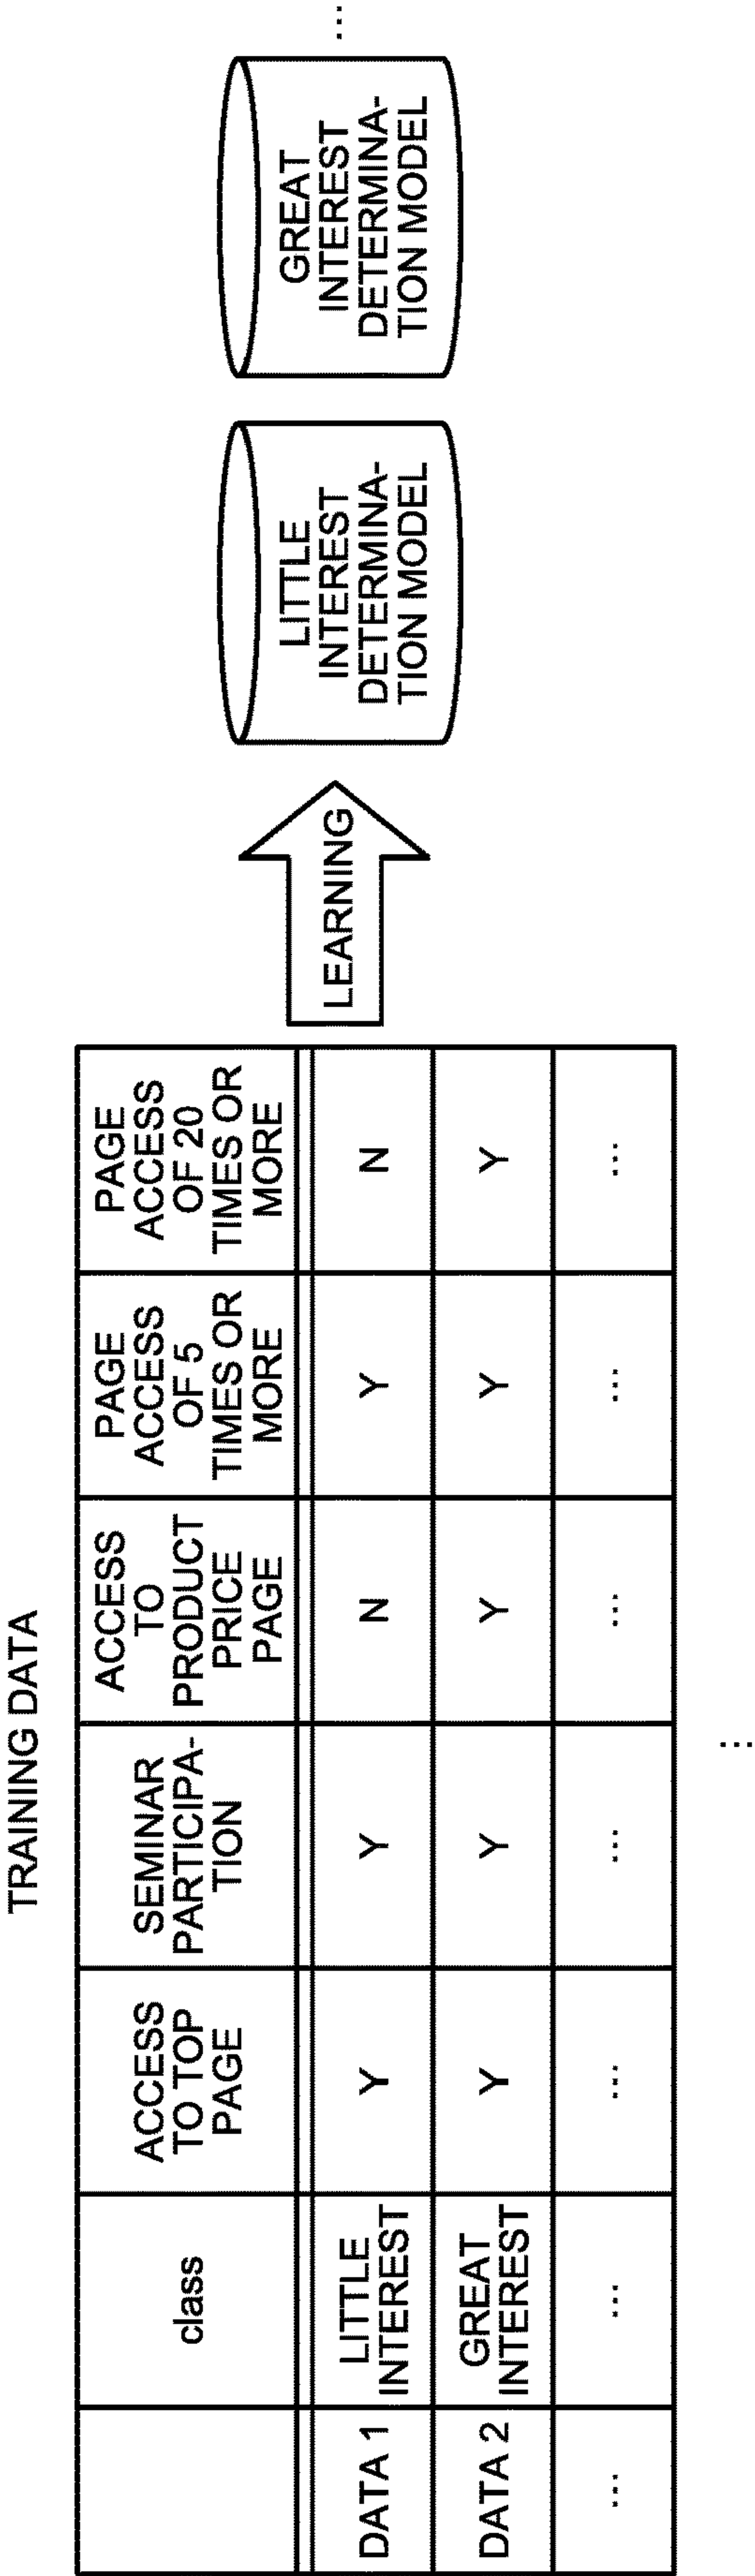 TRAINING DATA
class
ACCESS
TO TOP
PAGE
SEMINAR
PARTICIPA-
TION
ACCESS
TO
PRODUCT
PRICE
PAGE
PAGE
ACCESS
OF 5
TIMES OR
MORE
PAGE
ACCESS
OF 20
TIMES OR
MORE
DATA 1
LITTLE
INTEREST
Y
Y
N
Y
N
DATA 2
GREAT
INTEREST
Y
Y
Y
Y
Y
...
...
...
...
...
...
...
...
LEARNING
LITTLE
INTEREST
DETERMINA-
TION MODEL
GREAT
INTEREST
DETERMINA-
TION MODEL
...